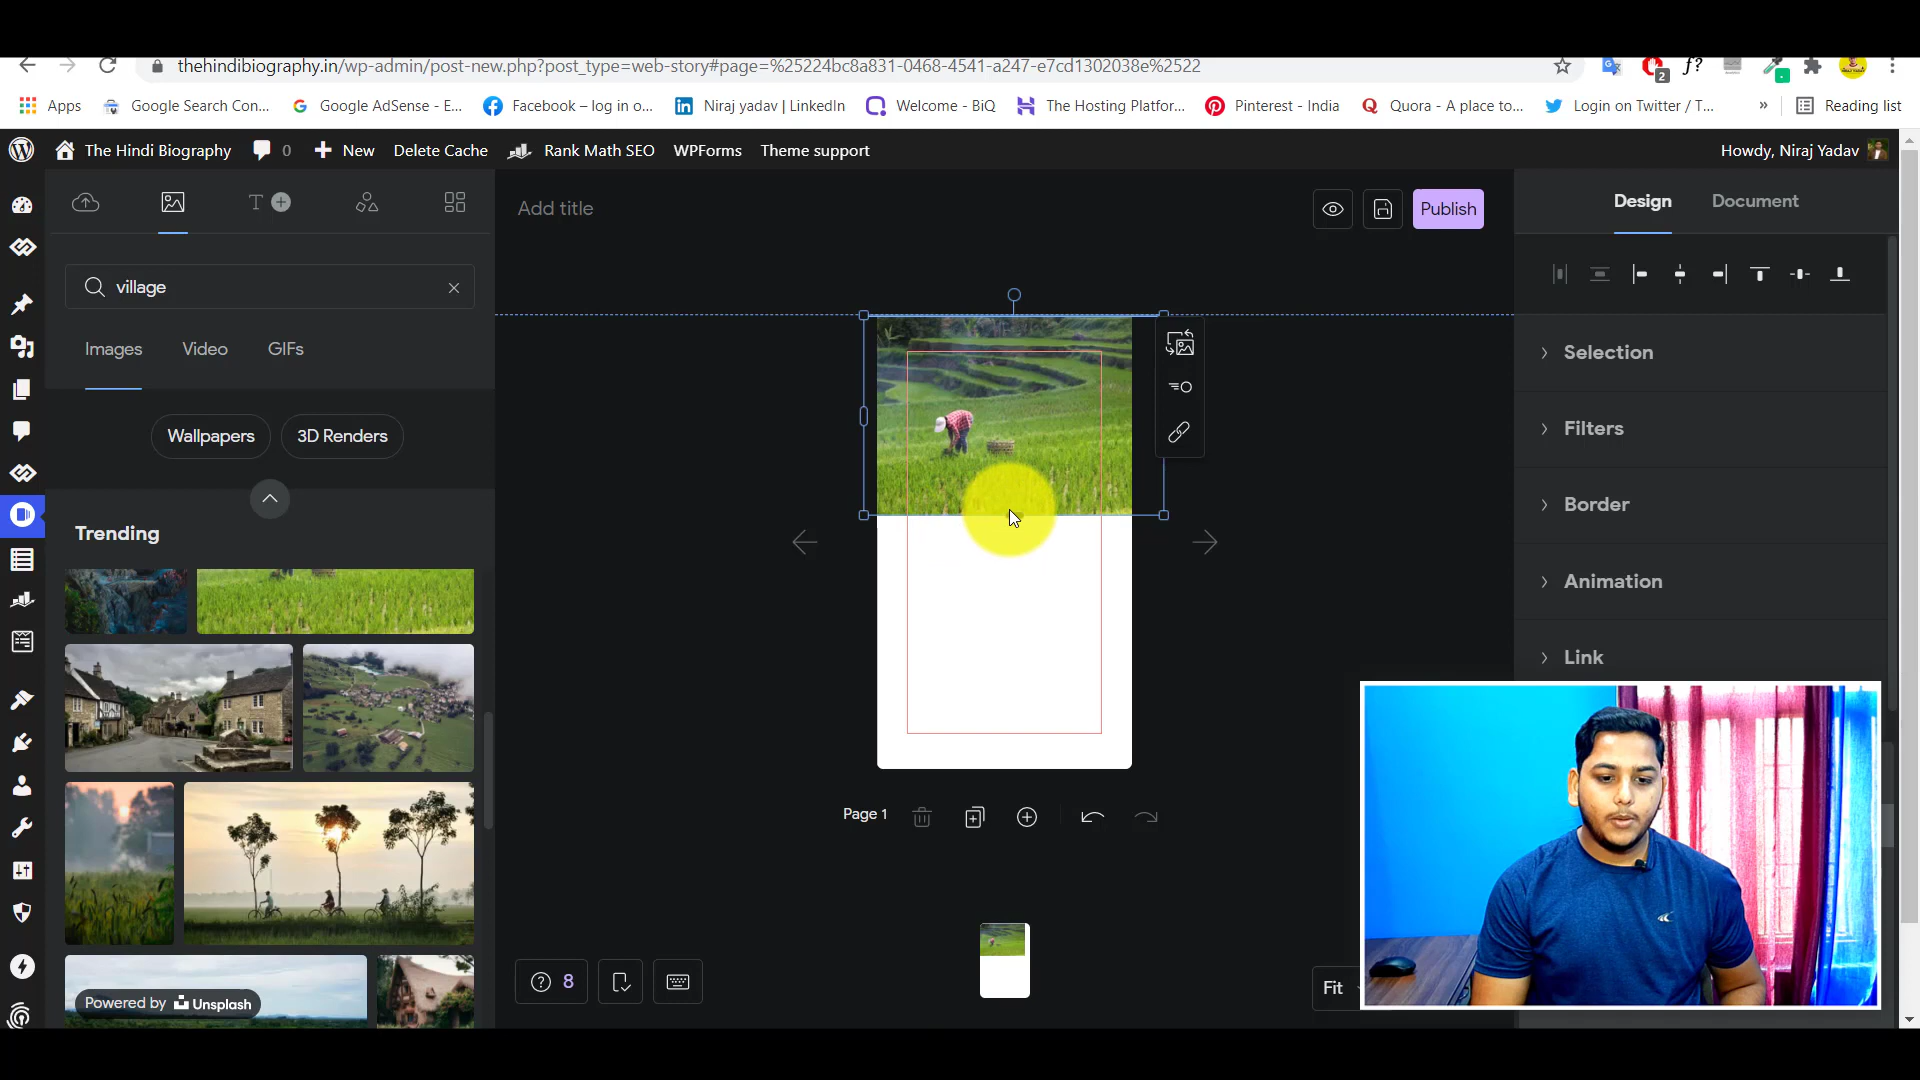 thehindibiography.in/wp-admin/post-new.php?post_type=web-story#page=%25224bc8a831-0468-4541-a247-e7cd1302038e%2522
2
Apps
Google Search Con...
Google AdSense - E...
Facebook – log in o...
Niraj yadav | LinkedIn
Welcome - BiQ
The Hosting Platfor...
Pinterest - India
Quora - A place to...
Login on Twitter / T...
»
Reading list
The Hindi Biography
0
New
Delete Cache
Rank Math SEO
WPForms
Theme support
Howdy, Niraj Yadav
Add title
Publish
Design
Document
village
Images
Video
GIFs
Wallpapers
3D Renders
Trending
Selection
Filters
Border
Animation
Link
Page 1
8
Fit
Powered by Unsplash